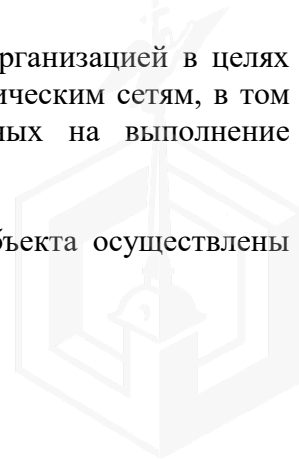 рганизацией в целях
ическим сетям, в том
ных на выполнение
бъекта осуществлены